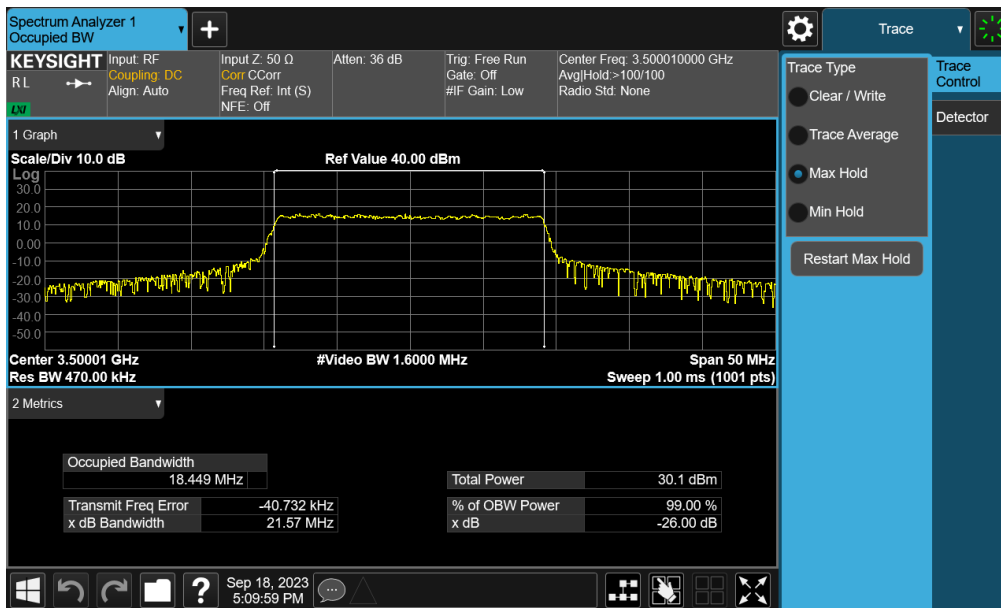 Spectrum Analyzer 1
Occupied BW
+
Trace
KEYSIGHT
R L
LXI
Input: RF
Coupling: DC
Align: Auto
Input Z: 50 Ω
Corr CCorr
Freq Ref: Int (S)
NFE: Off
Atten: 36 dB
Trig: Free Run
Gate: Off
#IF Gain: Low
Center Freq: 3.500010000 GHz
Avg|Hold:>100/100
Radio Std: None
Trace Type
Clear / Write
Trace Average
Max Hold
Min Hold
Restart Max Hold
Trace
Control
Detector
1 Graph
Scale/Div 10.0 dB
Ref Value 40.00 dBm
Log
30.0
20.0
10.0
0.00
-10.0
-20.0
-30.0
-40.0
-50.0
Center 3.50001 GHz
#Video BW 1.6000 MHz
Span 50 MHz
Res BW 470.00 kHz
Sweep 1.00 ms (1001 pts)
2 Metrics
Occupied Bandwidth
18.449 MHz
Total Power 30.1 dBm
Transmit Freq Error -40.732 kHz
% of OBW Power 99.00 %
x dB Bandwidth 21.57 MHz
x dB -26.00 dB
?
Sep 18, 2023
5:09:59 PM